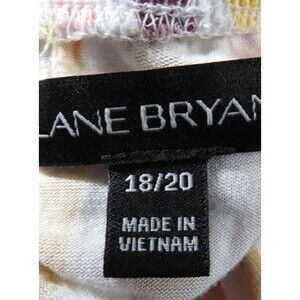 LANE BRYAN
18/20
MADE IN
VIETNAM